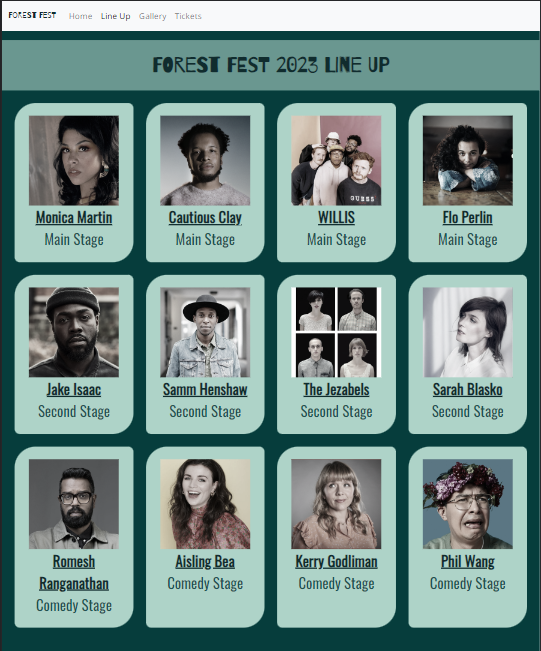 FOREST FEST Home Line Up Gallery Tickets
FOREST FEST 2023 LINE UP
GUESS
Monica Martin Cautious Clay WILLIS Flo Perlin
Main Stage Main Stage Main Stage Main Stage
Jake Isaac Samm Henshaw The Jezabels Sarah Blasko
Second Stage Second Stage Second Stage Second Stage
Romesh Aisling Bea Kerry Godliman Phil Wang
Ranganathan Comedy Stage Comedy Stage Comedy Stage
Comedy Stage